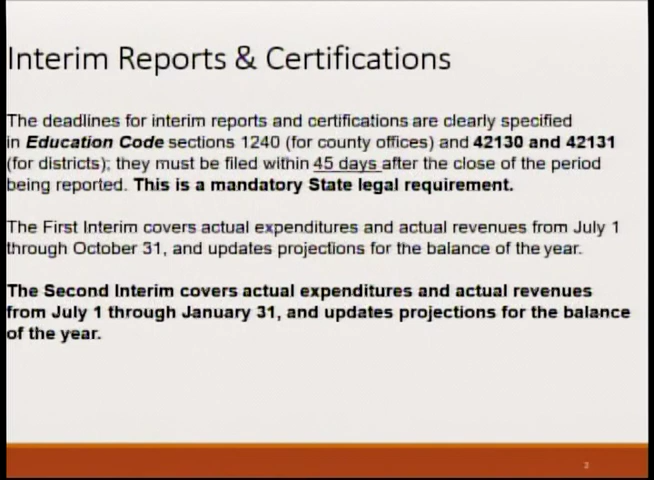 Interim Reports & Certifications
The deadlines for interim reports and certifications are clearly specified
in Education Code sections 1240 (for county offices) and 42130 and 42131
(for districts); they must be filed within 45 days after the close of the period
being reported. This is a mandatory State legal requirement.
The First Interim covers actual expenditures and actual revenues from July 1
through October 31, and updates projections for the balance of the year.
The Second Interim covers actual expenditures and actual revenues
from July 1 through January 31, and updates projections for the balance
of the year.